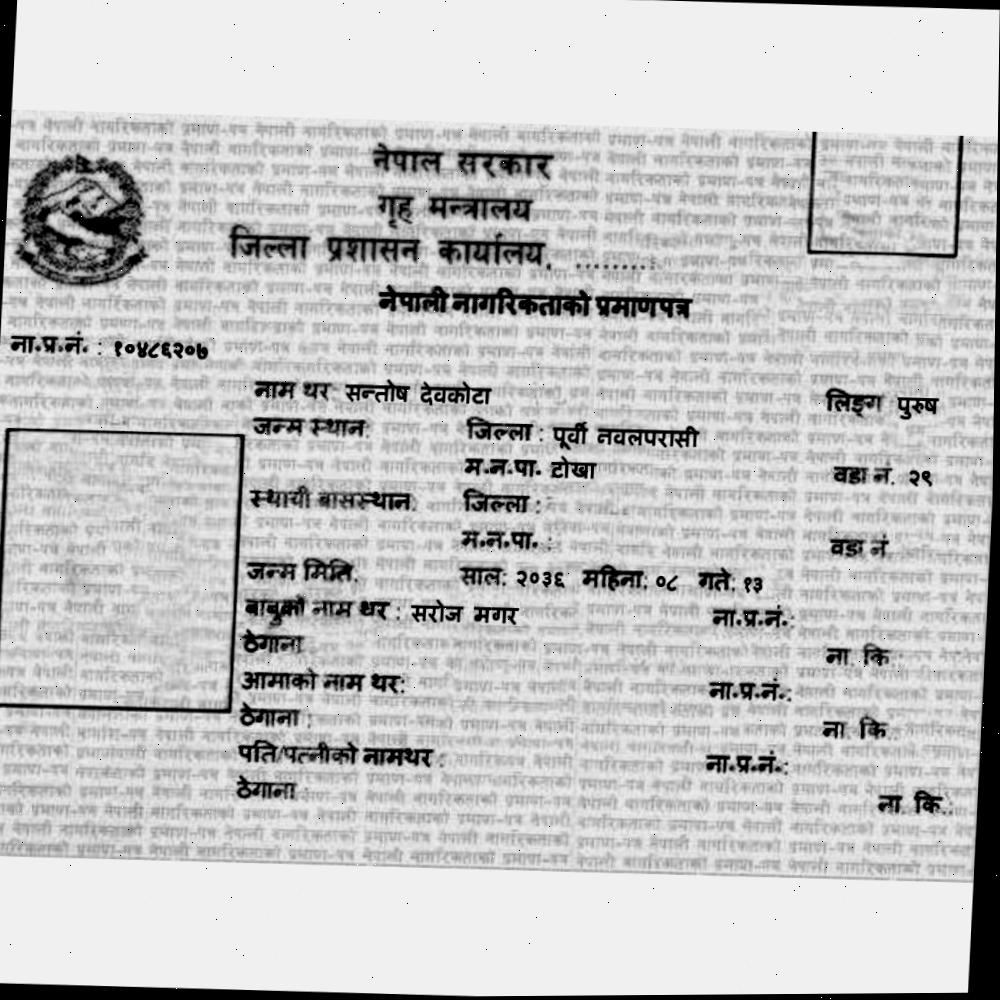 नेपाल सरकार
गृह मन्त्रालय
जिल्ला प्रशासन कार्यालय, .........
नेपाली नागरिकताको प्रमाणपत्र
ना.प्र.नं. : १०४८६२०७
नाम थर सन्तोष देवकोटा लिङ्ग पुरुष
जन्म स्थान: जिल्ला : पूर्वी नवलपरासी
म.न.पा. टोखा वडा नं. २९
स्थायी बासस्थान: जिल्ला :
म.न.पा. : वडा नं
जन्म मिति: साल: २०३६ महिना: ०८ गते: १३
बाबुको नाम थर : सरोज मगर ना.प्र.नं.:
ठेगाना ना. कि.:
आमाको नाम थर: ना.प्र.नं.:
ठेगाना : ना. कि.
पति/पत्नीको नामथर : ना.प्र.नं.:
ठेगाना ना. कि.: